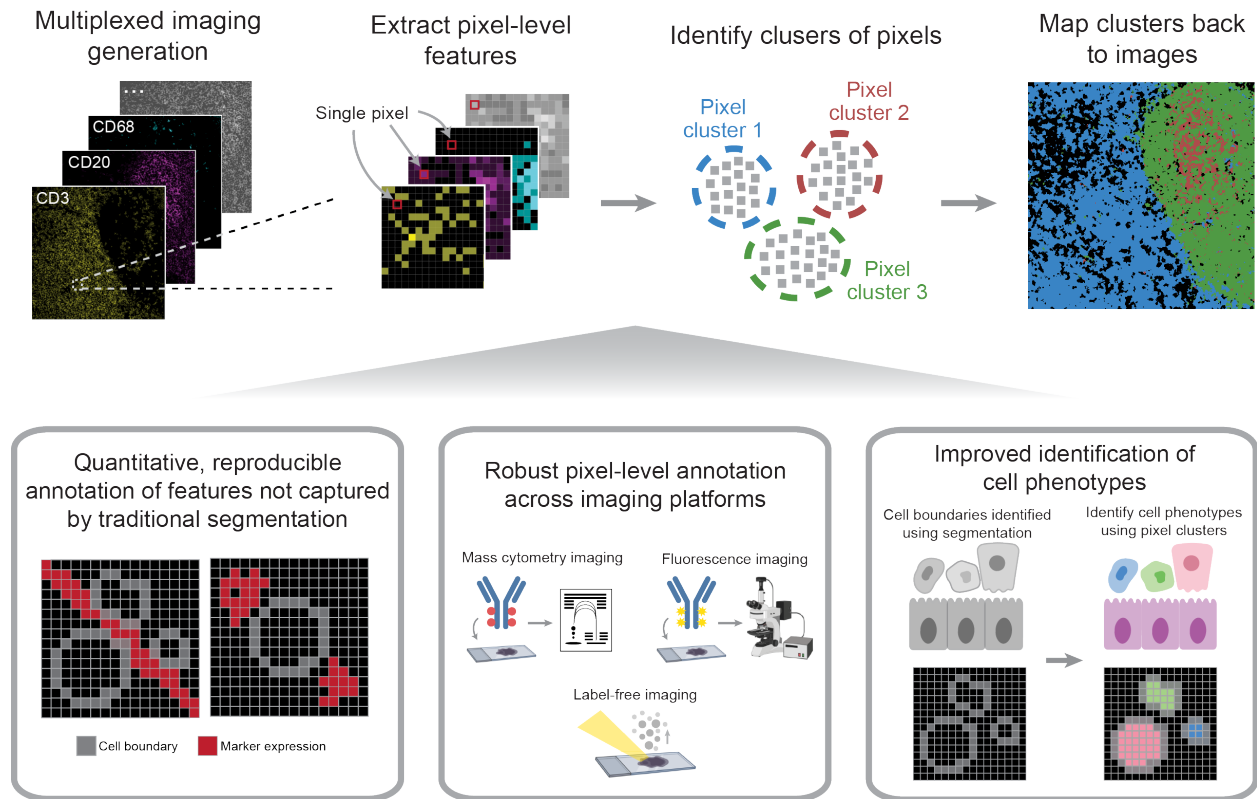 Multiplexed imaging
generation
...
CD68
CD20
CD3
Extract pixel-level
features
Single pixel
Identify clusers of pixels
Pixel
cluster 1
Pixel
cluster 2
Pixel
cluster 3
Map clusters back
to images
Quantitative, reproducible
annotation of features not captured
by traditional segmentation
Cell boundary
Marker expression
Robust pixel-level annotation
across imaging platforms
Mass cytometry imaging
Fluorescence imaging
Label-free imaging
Improved identification of
cell phenotypes
Cell boundaries identified
using segmentation
Identify cell phenotypes
using pixel clusters